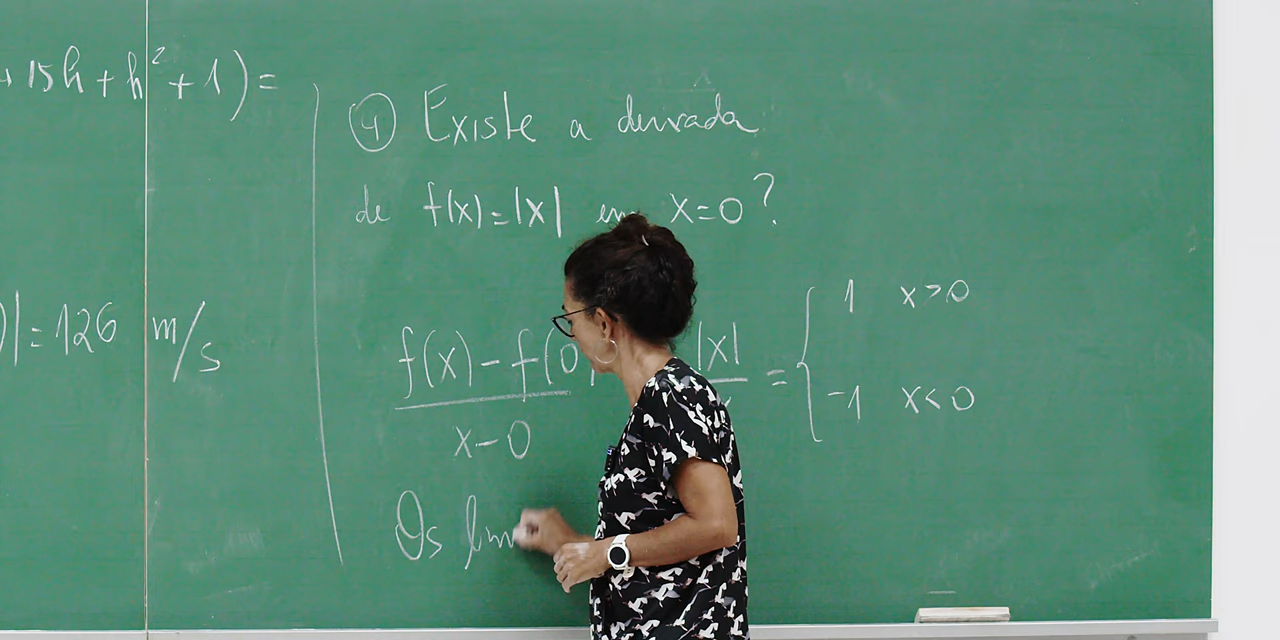 + 15h + h² + 1) =
)| = 126 m/s
④ Existe a derivada
de f(x) = |x| em x = 0?
f(x) - f(0) |x| = { 1 x > 0
x - 0 -1 x < 0
Os lim